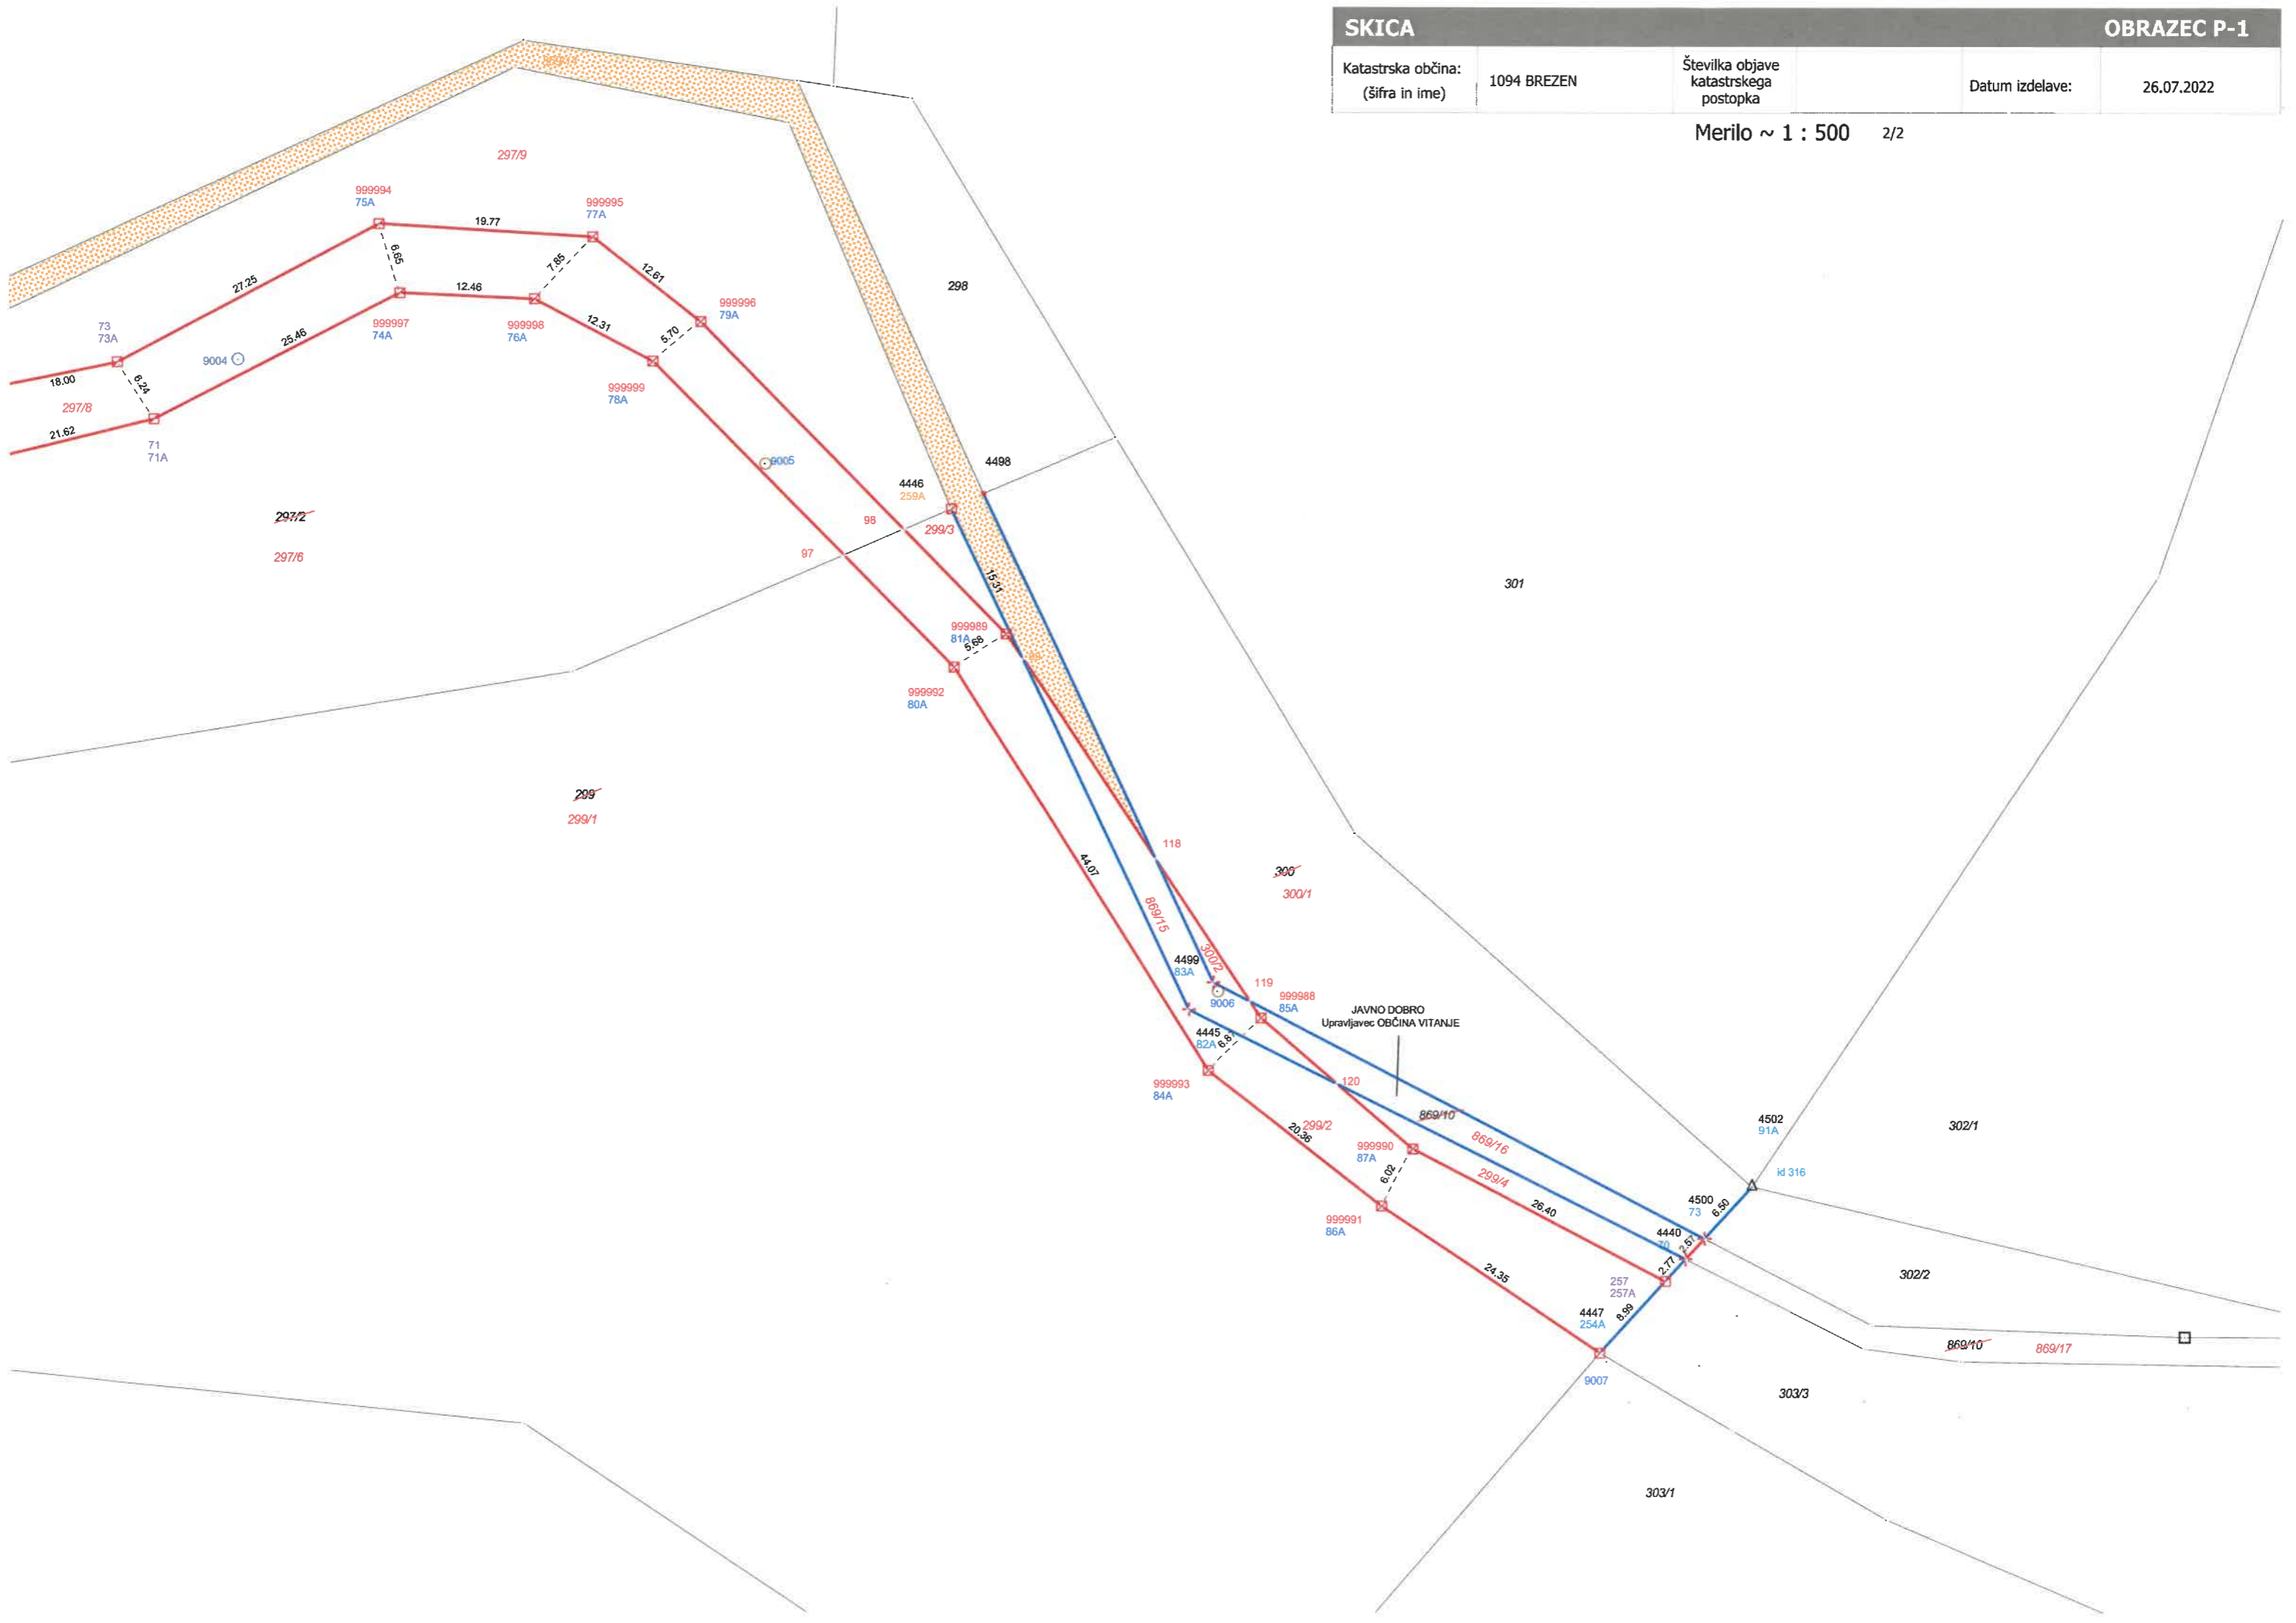 SKICA
OBRAZEC P-1
Katastrska občina:
(šifra in ime)
1094 BREZEN
Številka objave
katastrskega
postopka
Datum izdelave:
26.07.2022
Merilo ~ 1 : 500 2/2
297/9
999994
75A
19.77
999995
77A
6.65
7.85
12.61
27.25
298
12.46
999996
79A
73
73A
999997
74A
999998
76A
12.31
5.70
25.46
9004
18.00
6.24
297/8
999999
78A
21.62
71
71A
9005
4498
4446
259A
297/2
98
299/3
97
297/6
15.31
301
999989
81A
5.68
999992
80A
299
299/1
118
44.07
300
300/1
869/15
300/2
4499
83A
119
999988
85A
9006
JAVNO DOBRO
Upravljavec OBČINA VITANJE
4445
82A
999993
84A
120
869/10
4502
91A
302/1
20.36
299/2
869/16
999990
87A
kl 316
6.02
299/4
4500
73
6.50
26.40
999991
86A
4440
70
2.57
2.77
24.35
302/2
257
257A
4447
254A
8.99
869/10
869/17
9007
303/3
303/1